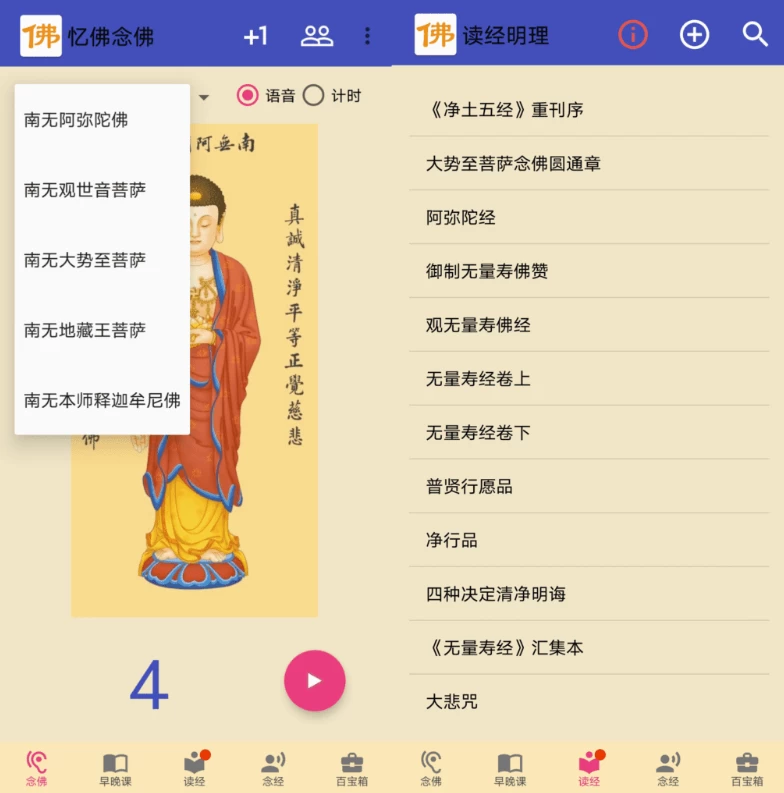 佛
忆佛念佛
+1
语音
计时
南无阿弥陀佛
南无观世音菩萨
南无大势至菩萨
南无地藏王菩萨
南无本师释迦牟尼佛
阿無南
真誠清淨平等正覺慈悲
佛
4
念佛
早晚课
读经
念经
百宝箱
佛
读经明理
《净土五经》重刊序
大势至菩萨念佛圆通章
阿弥陀经
御制无量寿佛赞
观无量寿佛经
无量寿经卷上
无量寿经卷下
普贤行愿品
净行品
四种决定清净明诲
《无量寿经》汇集本
大悲咒
念佛
早晚课
读经
念经
百宝箱